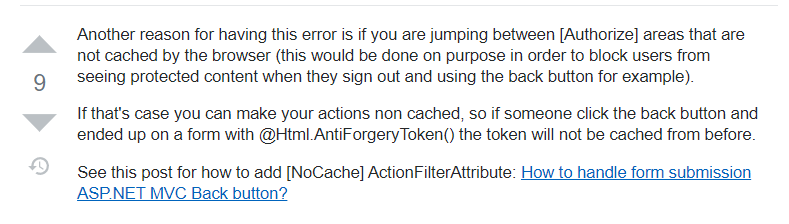 Another reason for having this error is if you are jumping between [Authorize] areas that are
not cached by the browser (this would be done on purpose in order to block users from
seeing protected content when they sign out and using the back button for example).
9
If that's case you can make your actions non cached, so if someone click the back button and
ended up on a form with @Html.AntiForgeryToken() the token will not be cached from before.
See this post for how to add [NoCache] ActionFilterAttribute: How to handle form submission
ASP.NET MVC Back button?